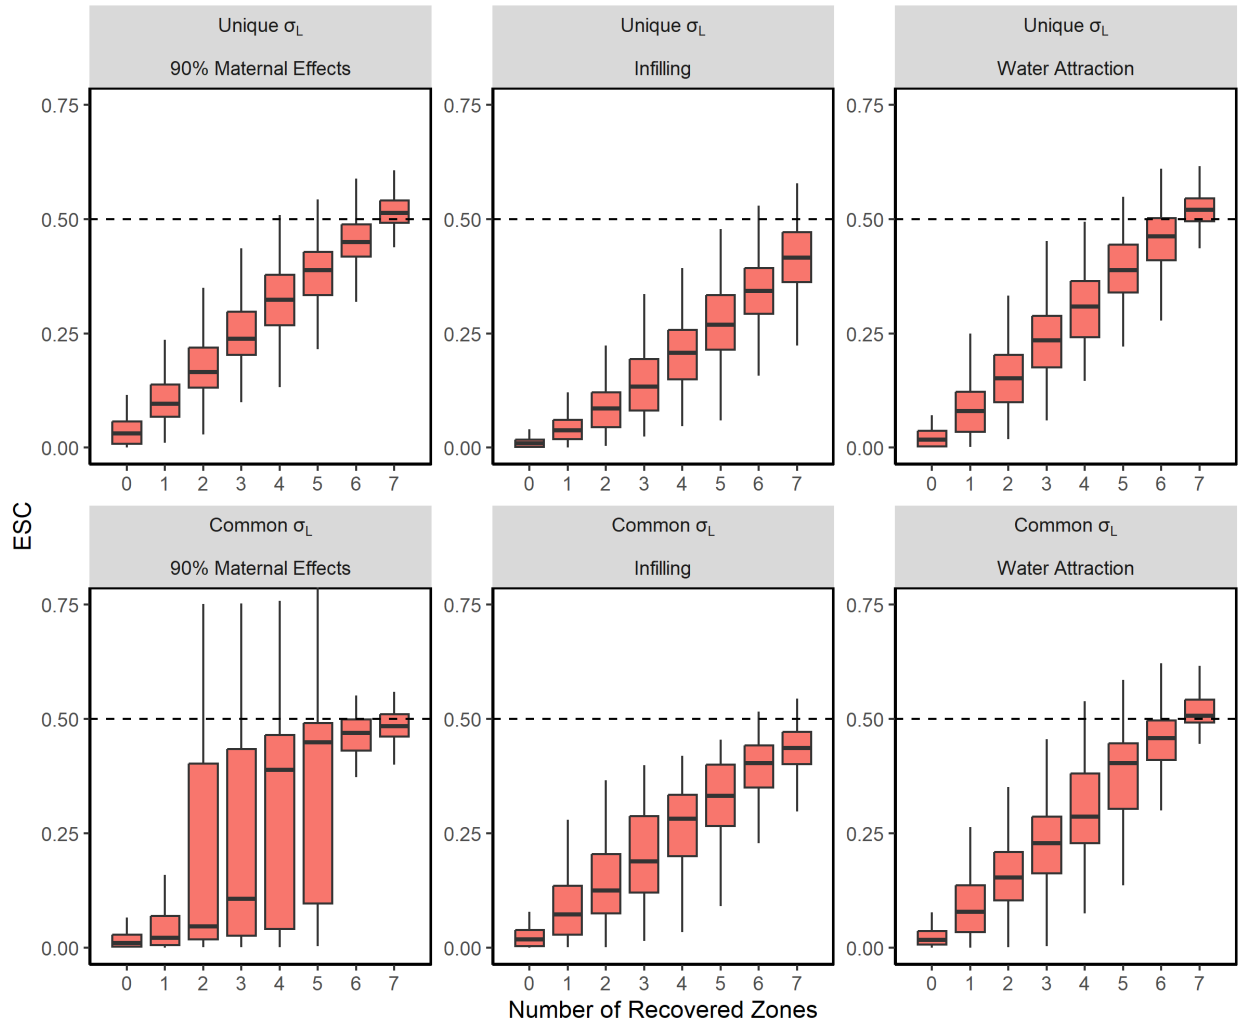 Unique σL
90% Maternal Effects
Unique σL
Infilling
Unique σL
Water Attraction
0.75
0.50
0.25
0.00
0 1 2 3 4 5 6 7
0.75
0.50
0.25
0.00
0 1 2 3 4 5 6 7
0.75
0.50
0.25
0.00
0 1 2 3 4 5 6 7
ESC
Common σL
90% Maternal Effects
Common σL
Infilling
Common σL
Water Attraction
0.75
0.50
0.25
0.00
0 1 2 3 4 5 6 7
0.75
0.50
0.25
0.00
0 1 2 3 4 5 6 7
0.75
0.50
0.25
0.00
0 1 2 3 4 5 6 7
Number of Recovered Zones